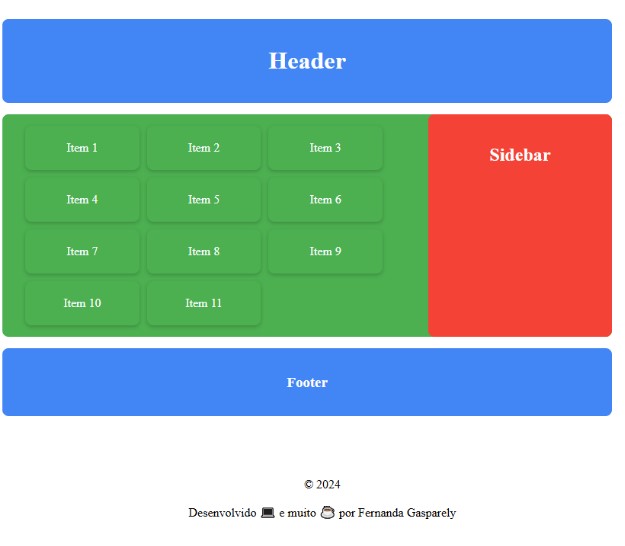 Header
Item 1
Item 2
Item 3
Sidebar
Item 4
Item 5
Item 6
Item 7
Item 8
Item 9
Item 10
Item 11
Footer
© 2024
Desenvolvido 💻 e muito ☕ por Fernanda Gasparely